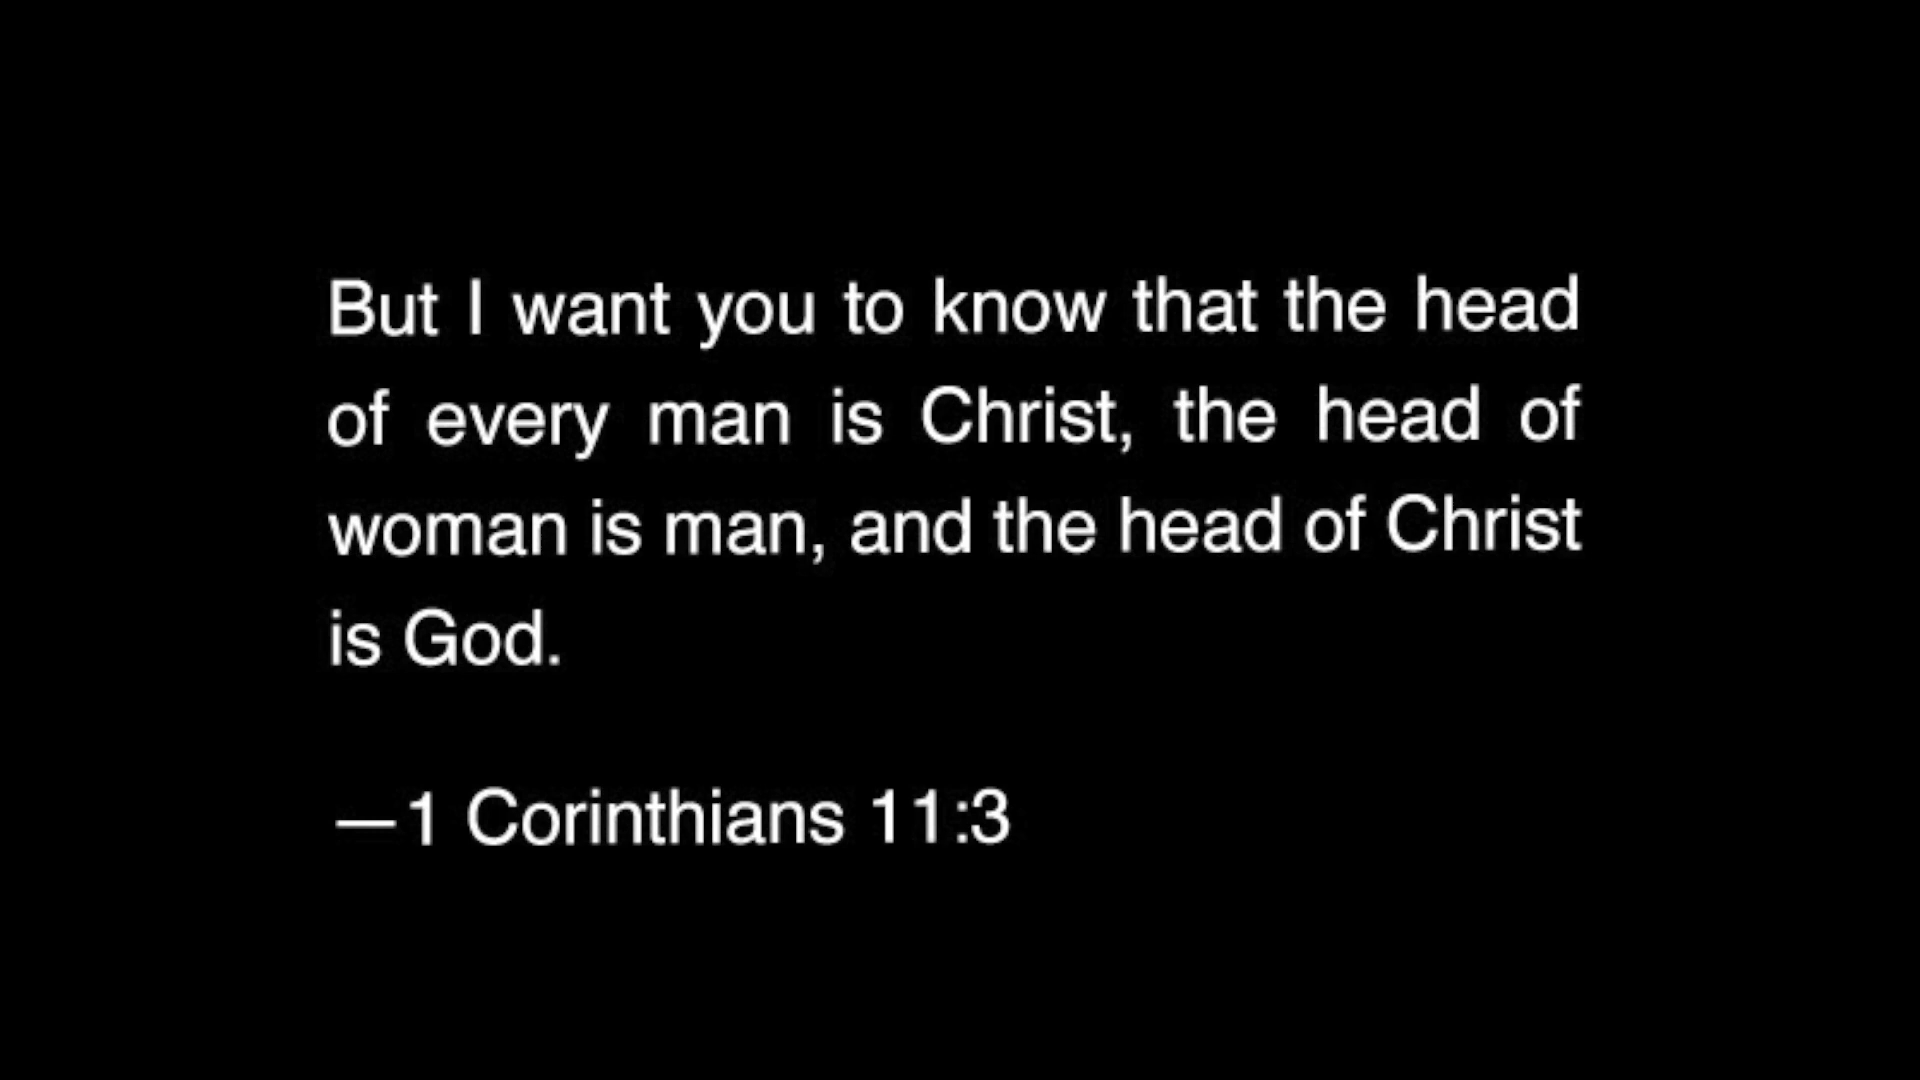 But I want you to know that the head
of every man is Christ, the head of
woman is man, and the head of Christ
is God.
—1 Corinthians 11:3